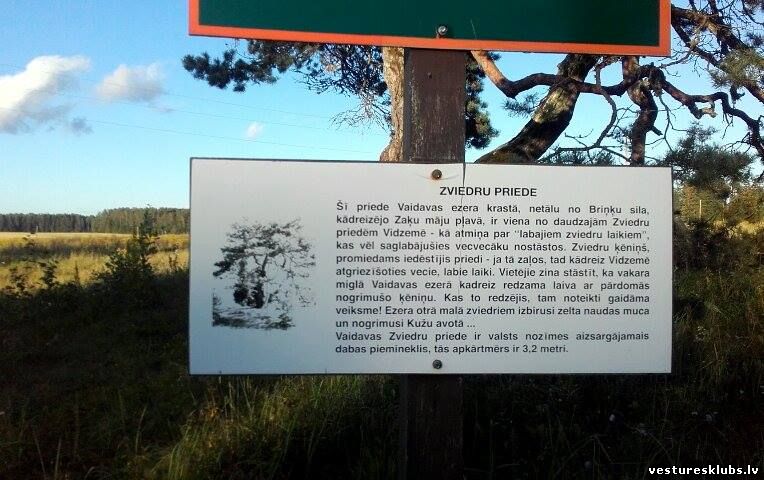 ZVIEDRU PRIEDE
Šī priede Vaidavas ezera krastā, netālu no Briņķu sila,
kādreizējo Zaķu māju pļavā, ir viena no daudzajām Zviedru
priedēm Vidzemē - kā atmiņa par "labajiem zviedru laikiem",
kas vēl saglabājušies vecvecāku nostāstos. Zviedru ķēniņš,
promiedams iedēstījis priedi - ja tā zaļos, tad kādreiz Vidzemē
atgriezīšoties vecie, labie laiki. Vietējie zina stāstīt, ka vakara
miglā Vaidavas ezerā kādreiz redzama laiva ar pārdomās
nogrimušo ķēniņu. Kas to redzējis, tam noteikti gaidāma
veiksme! Ezera otrā malā zviedriem izbirusi zelta naudas muca
un nogrimusi Kužu avotā ...
Vaidavas Zviedru priede ir valsts nozīmes aizsargājamais
dabas piemineklis, tās apkārtmērs ir 3,2 metri.
vesturesklubs.lv